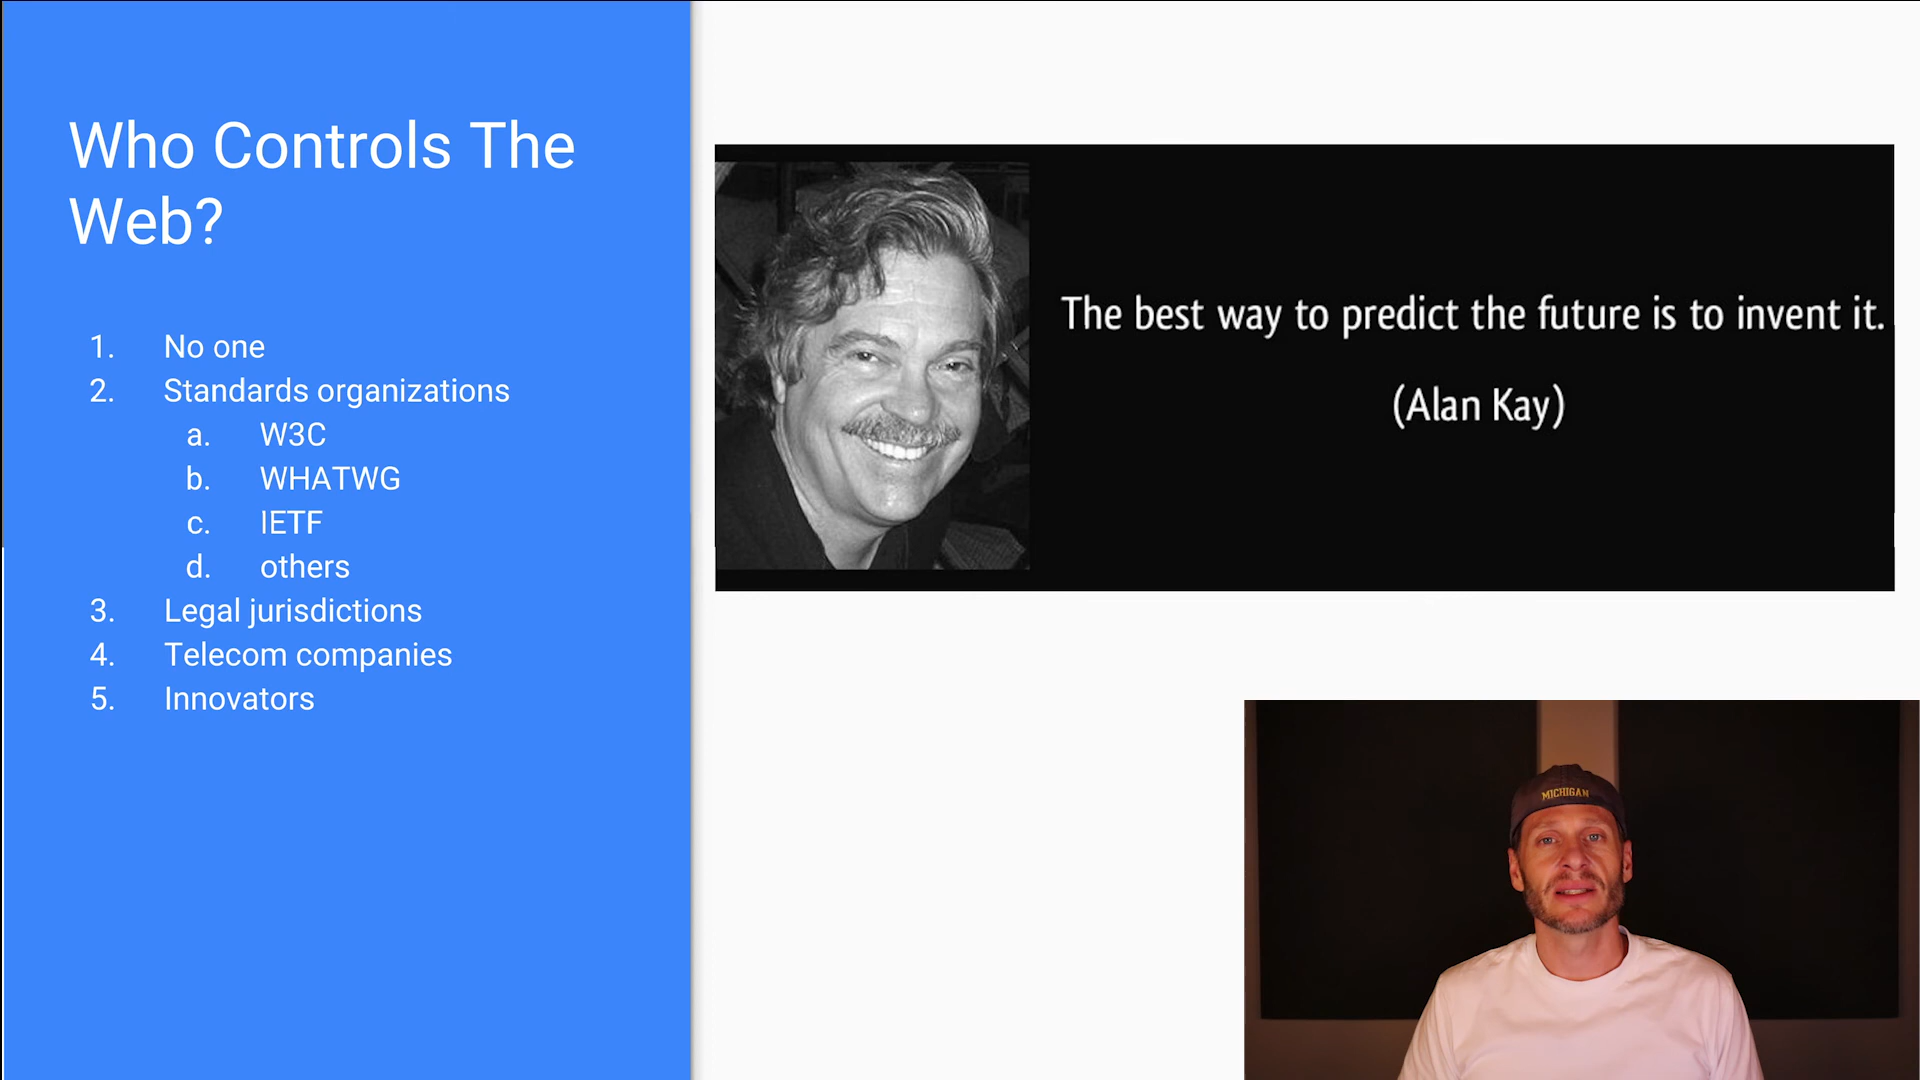 Who Controls The
Web?
1. No one
2. Standards organizations
a. W3C
b. WHATWG
c. IETF
d. others
3. Legal jurisdictions
4. Telecom companies
5. Innovators
The best way to predict the future is to invent it.
(Alan Kay)
MICHIGAN